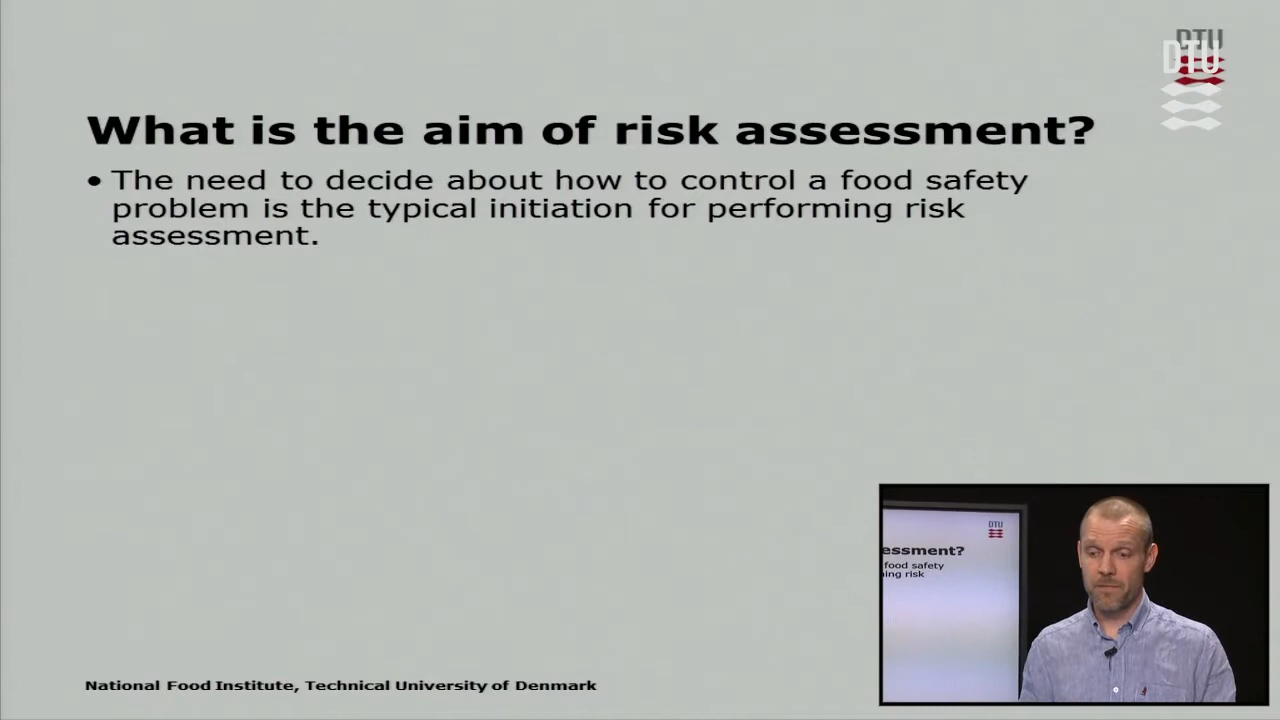 DTU
DTU
What is the aim of risk assessment?
• The need to decide about how to control a food safety
problem is the typical initiation for performing risk
assessment.
DTU
essment?
food safety
ing risk
National Food Institute, Technical University of Denmark